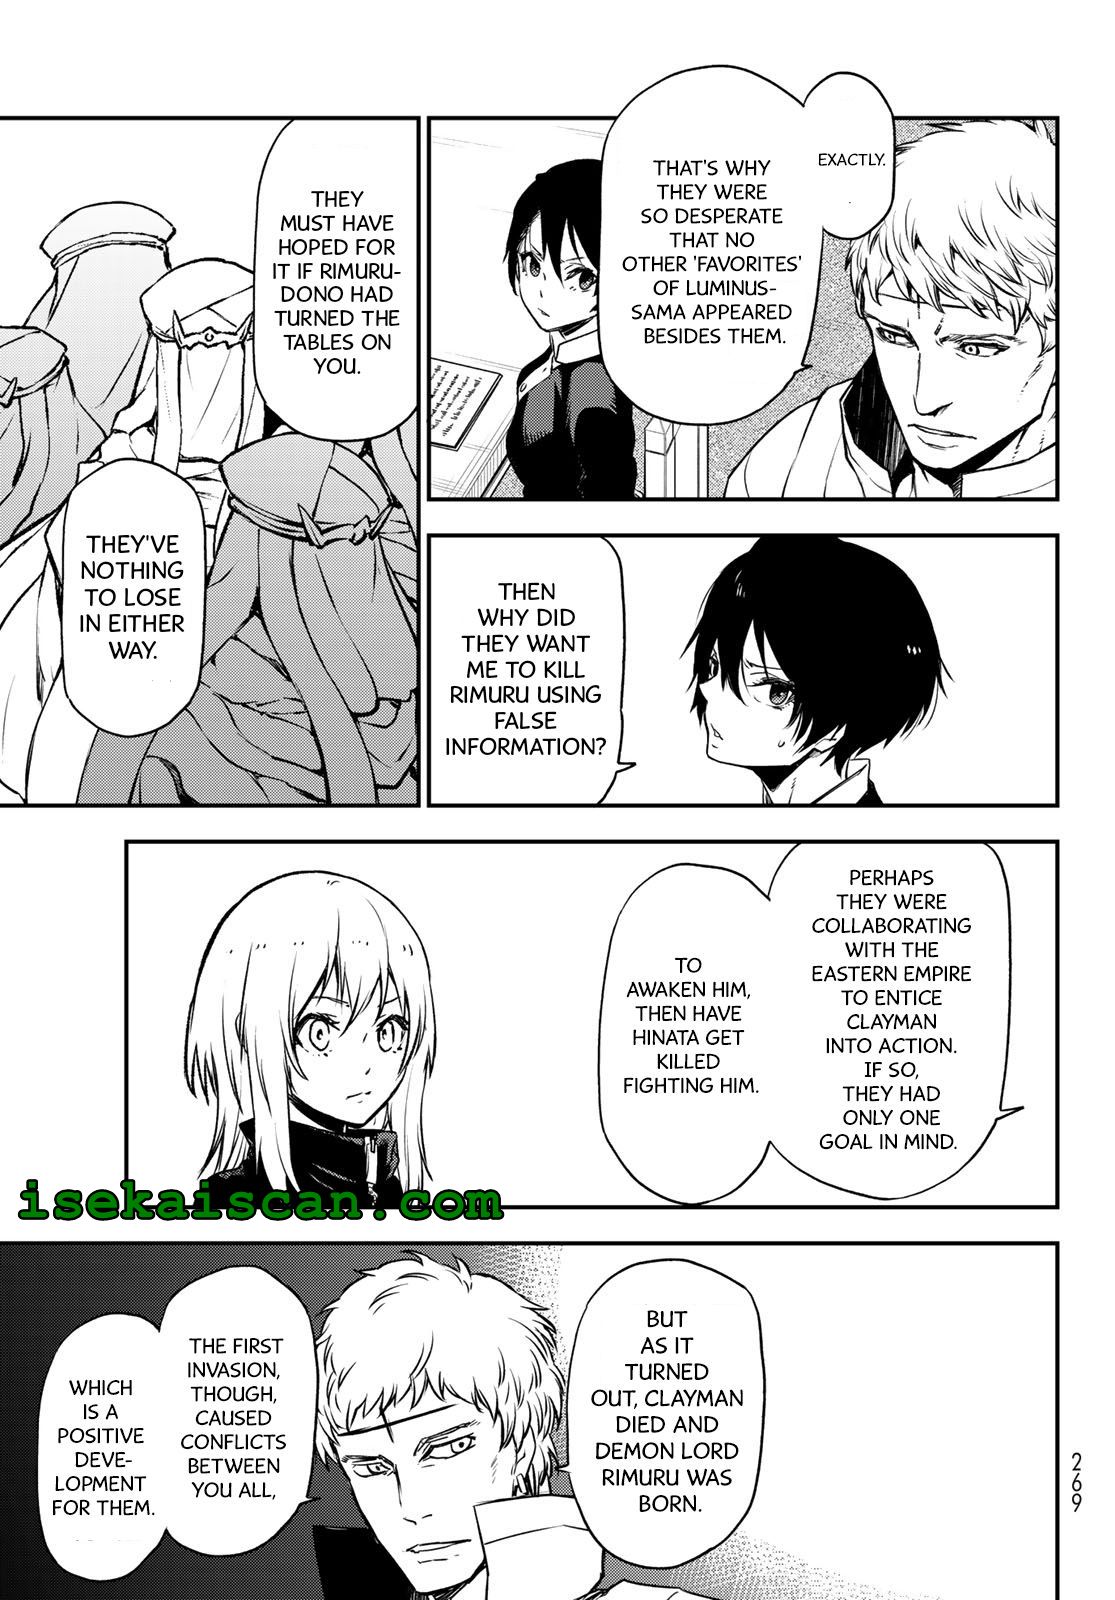 EXACTLY.
THAT'S WHY
THEY WERE
SO DESPERATE
THAT NO
OTHER 'FAVORITES'
OF LUMINUS-
SAMA APPEARED
BESIDES THEM.
THEY
MUST HAVE
HOPED FOR
IT IF RIMURU-
DONO HAD
TURNED THE
TABLES ON
YOU.
THEY'VE
NOTHING
TO LOSE
IN EITHER
WAY.
THEN
WHY DID
THEY WANT
ME TO KILL
RIMURU USING
FALSE
INFORMATION?
PERHAPS
THEY WERE
COLLABORATING
WITH THE
EASTERN EMPIRE
TO ENTICE
CLAYMAN
INTO ACTION.
IF SO,
THEY HAD
ONLY ONE
GOAL IN MIND.
TO
AWAKEN HIM,
THEN HAVE
HINATA GET
KILLED
FIGHTING HIM.
isekaiscan.com
BUT
AS IT
TURNED
OUT, CLAYMAN
DIED AND
DEMON LORD
RIMURU WAS
BORN.
THE FIRST
INVASION,
THOUGH,
CAUSED
CONFLICTS
BETWEEN
YOU ALL,
WHICH
IS A
POSITIVE
DEVE-
LOPMENT
FOR THEM.
269